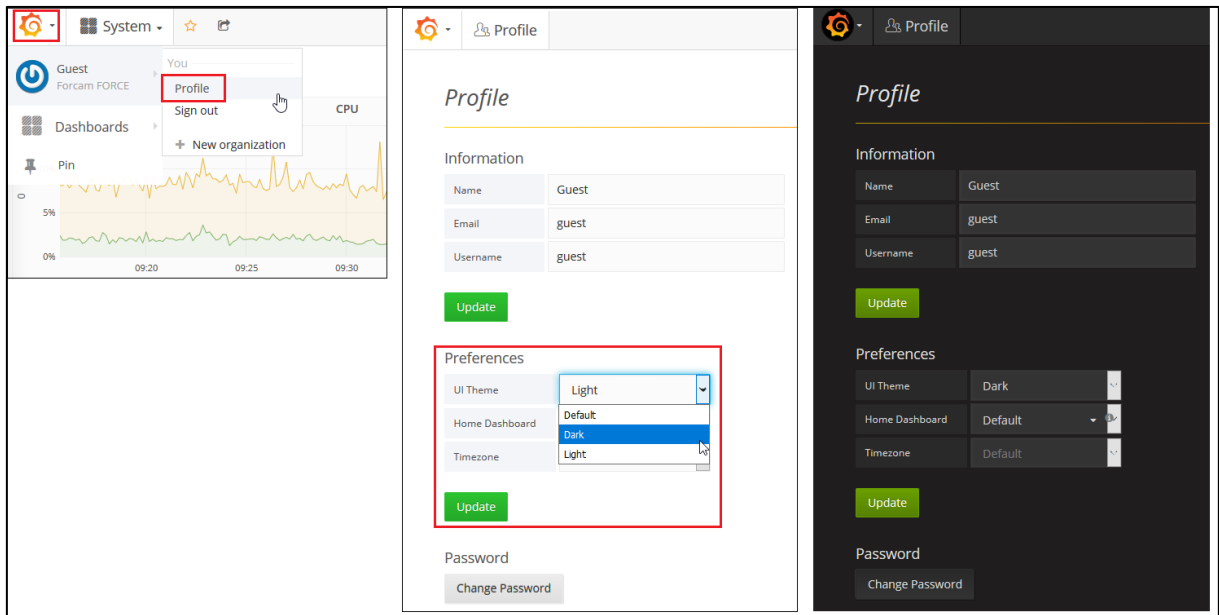 System
Guest
Forcam FORCE
Dashboards
Pin
You
Profile
Sign out
+ New organization
CPU
0
5%
0%
09:20 09:25 09:30
Profile
Profile
Information
Name Guest
Email guest
Username guest
Update
Preferences
UI Theme Light
Default
Home Dashboard
Dark
Timezone
Light
Update
Password
Change Password
Profile
Profile
Information
Name Guest
Email guest
Username guest
Update
Preferences
UI Theme Dark
Home Dashboard Default
Timezone Default
Update
Password
Change Password